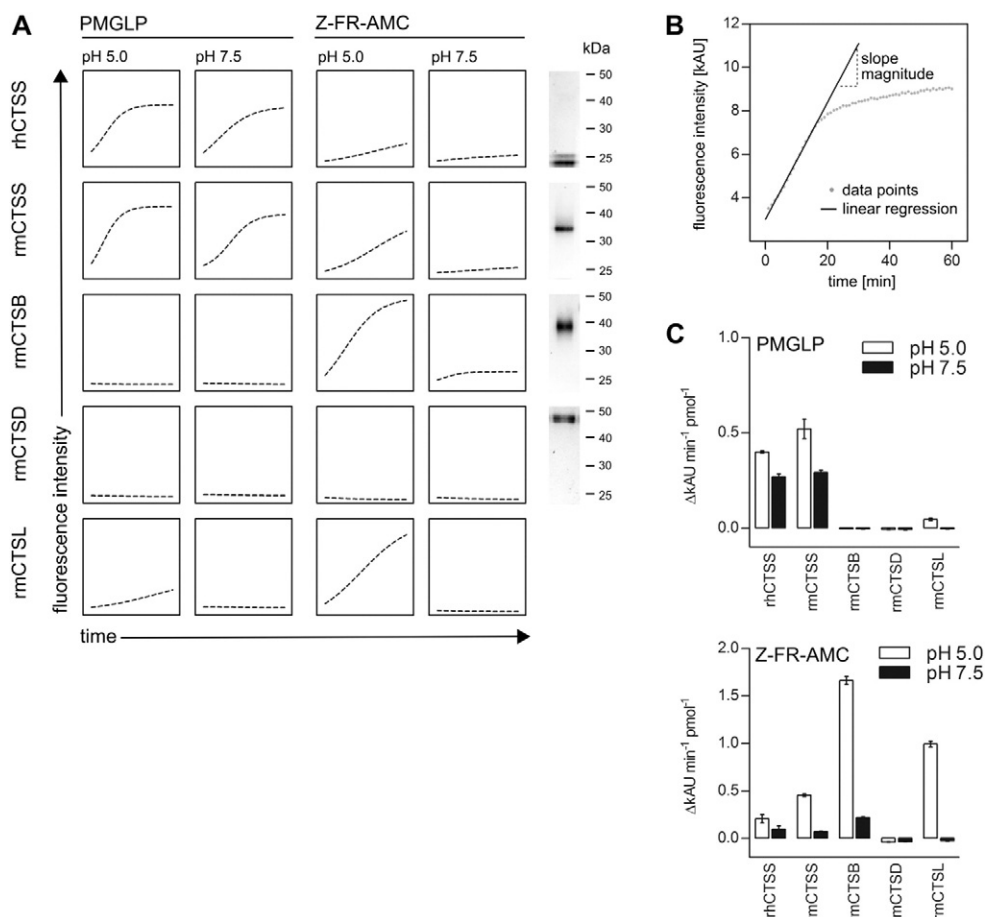 A
PMGLP
Z-FR-AMC
pH 5.0
pH 7.5
pH 5.0
pH 7.5
kDa
rhCTSS
50
40
30
25
rmCTSS
50
40
30
25
rmCTSB
50
40
30
25
rmCTSD
50
40
30
25
rmCTSL
fluorescence intensity
time
B
fluorescence intensity [kAU]
12
10
8
6
4
slope
magnitude
data points
linear regression
0
20
40
60
time [min]
C
PMGLP
pH 5.0
pH 7.5
ΔkAU min-1 pmol-1
1.0
0.5
0.0
rhCTSS
rmCTSS
rmCTSB
rmCTSD
rmCTSL
Z-FR-AMC
pH 5.0
pH 7.5
ΔkAU min-1 pmol-1
2.0
1.5
1.0
0.5
0.0
rhCTSS
mCTSS
mCTSB
mCTSD
rmCTSL